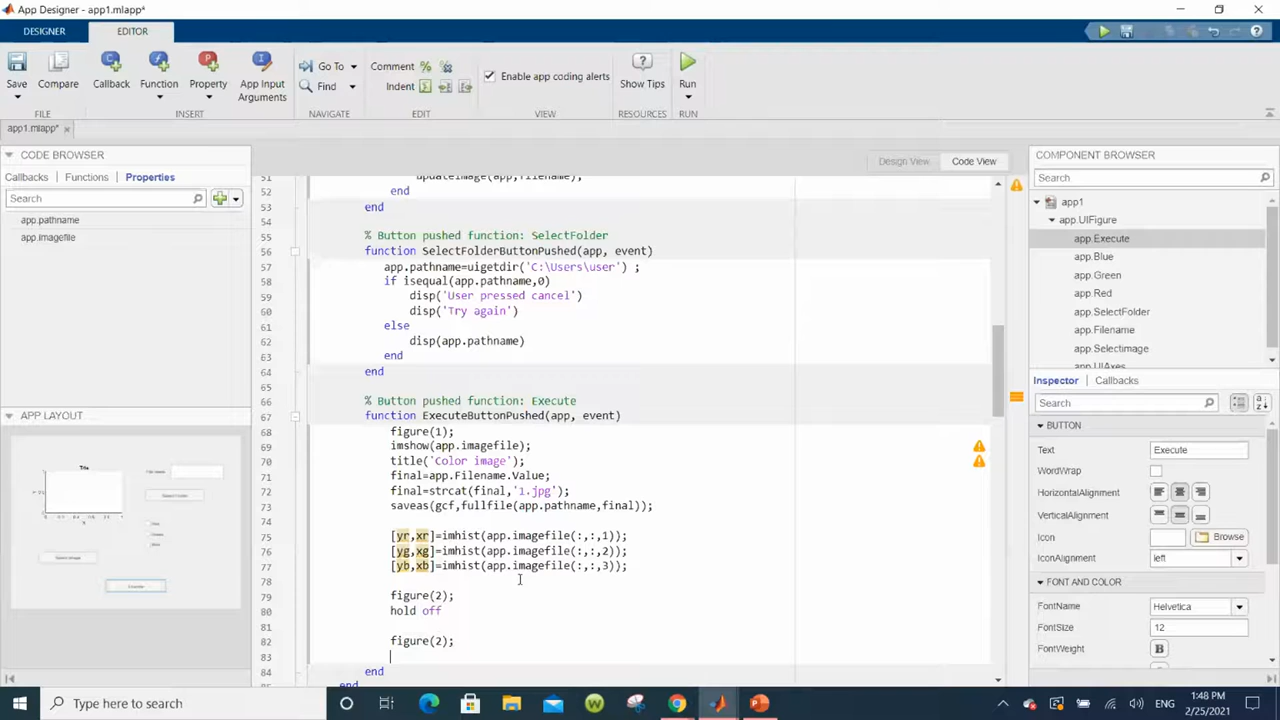 App Designer - app1.mlapp*
DESIGNER
EDITOR
Save
Compare
Callback
Function
Property
App Input
Arguments
Go To
Find
Comment
Indent
Enable app coding alerts
Show Tips
Run
FILE
INSERT
NAVIGATE
EDIT
VIEW
RESOURCES
RUN
app1.mlapp*
CODE BROWSER
Callbacks
Functions
Properties
Search
app.pathname
app.imagefile
APP LAYOUT
Design View
Code View
51 updateImage(app,filename);
52 end
53 end
54
55 % Button pushed function: SelectFolder
56 function SelectFolderButtonPushed(app, event)
57 app.pathname=uigetdir('C:\Users\user') ;
58 if isequal(app.pathname,0)
59 disp('User pressed cancel')
60 disp('Try again')
61 else
62 disp(app.pathname)
63 end
64 end
65
66 % Button pushed function: Execute
67 function ExecuteButtonPushed(app, event)
68 figure(1);
69 imshow(app.imagefile);
70 title('Color image');
71 final=app.Filename.Value;
72 final=strcat(final,'1.jpg');
73 saveas(gcf,fullfile(app.pathname,final));
74
75 [yr,xr]=imhist(app.imagefile(:,:,1));
76 [yg,xg]=imhist(app.imagefile(:,:,2));
77 [yb,xb]=imhist(app.imagefile(:,:,3));
78
79 figure(2);
80 hold off
81
82 figure(2);
83
84 end
end
COMPONENT BROWSER
Search
app1
app.UIFigure
app.Execute
app.Blue
app.Green
app.Red
app.SelectFolder
app.Filename
app.Selectimage
app.UIAxes
Inspector
Callbacks
Search
BUTTON
Text
Execute
WordWrap
HorizontalAlignment
VerticalAlignment
Icon
Browse
IconAlignment
left
FONT AND COLOR
FontName
Helvetica
FontSize
12
FontWeight
B
Type here to search
ENG
1:48 PM
2/25/2021